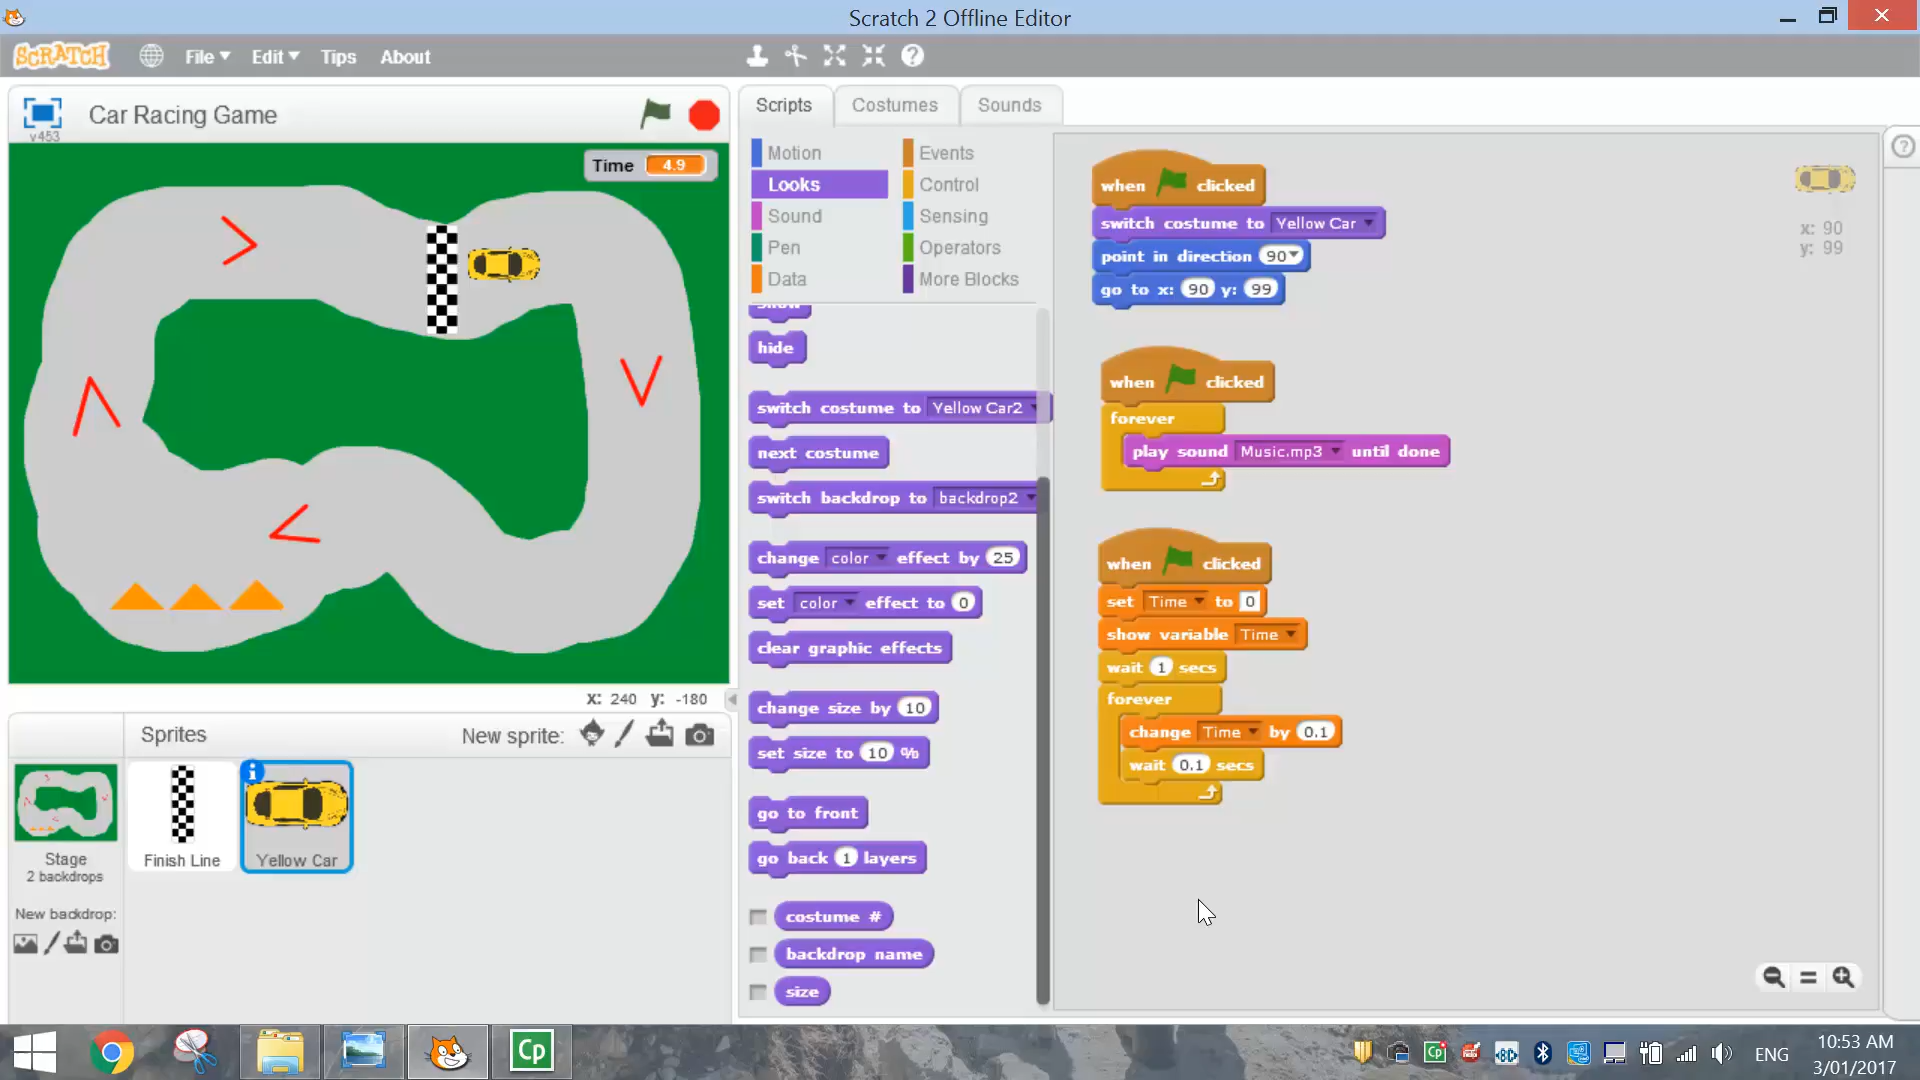 Scratch 2 Offline Editor
SCRATCH File Edit Tips About
v453
Car Racing Game
Time 4.9
x: 240 y: -180
Sprites New sprite:
Stage
2 backdrops
New backdrop:
Finish Line
Yellow Car
Scripts Costumes Sounds
Motion Events
Looks Control
Sound Sensing
Pen Operators
Data More Blocks
show
hide
switch costume to Yellow Car2
next costume
switch backdrop to backdrop2
change color effect by 25
set color effect to 0
clear graphic effects
change size by 10
set size to 10 %
go to front
go back 1 layers
costume #
backdrop name
size
when clicked
switch costume to Yellow Car
point in direction 90
go to x: 90 y: 99
when clicked
forever
play sound Music.mp3 until done
when clicked
set Time to 0
show variable Time
wait 1 secs
forever
change Time by 0.1
wait 0.1 secs
x: 90
y: 99
Cp
ENG
10:53 AM
3/01/2017